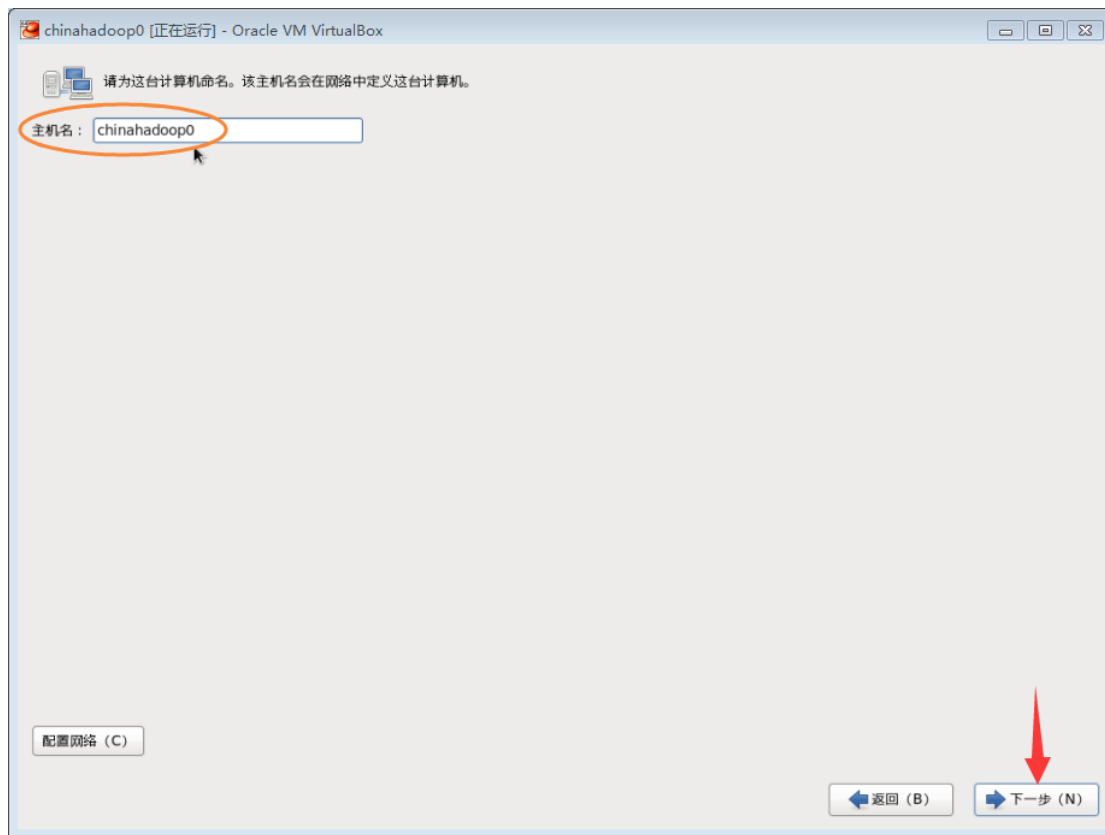 chinahadoop0 [正在运行] - Oracle VM VirtualBox
请为这台计算机命名。该主机名会在网络中定义这台计算机。
主机名： chinahadoop0
配置网络（C）
返回（B） 下一步（N）